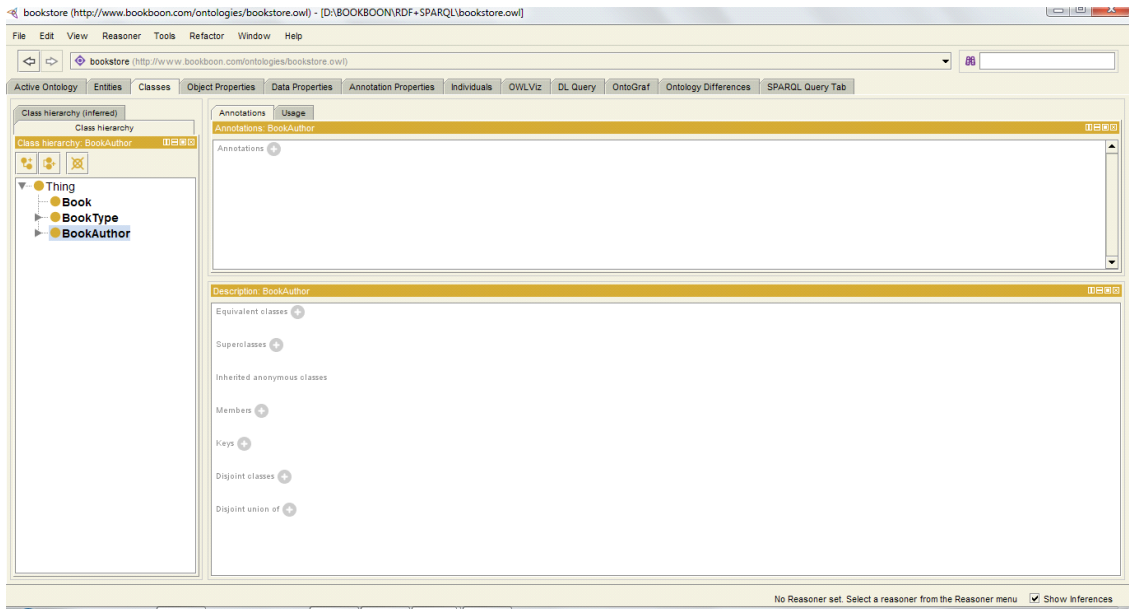 bookstore (http://www.bookboon.com/ontologies/bookstore.owl) - [D:\BOOKBOON\RDF+SPARQL\bookstore.owl]
File Edit View Reasoner Tools Refactor Window Help
bookstore (http://www.bookboon.com/ontologies/bookstore.owl)
Active Ontology Entities Classes Object Properties Data Properties Annotation Properties Individuals OWLViz DL Query OntoGraf Ontology Differences SPARQL Query Tab
Class hierarchy (inferred)
Class hierarchy
Class hierarchy: BookAuthor
Thing
Book
BookType
BookAuthor
Annotations Usage
Annotations: BookAuthor
Annotations
Description: BookAuthor
Equivalent classes
Superclasses
Inherited anonymous classes
Members
Keys
Disjoint classes
Disjoint union of
No Reasoner set. Select a reasoner from the Reasoner menu Show Inferences